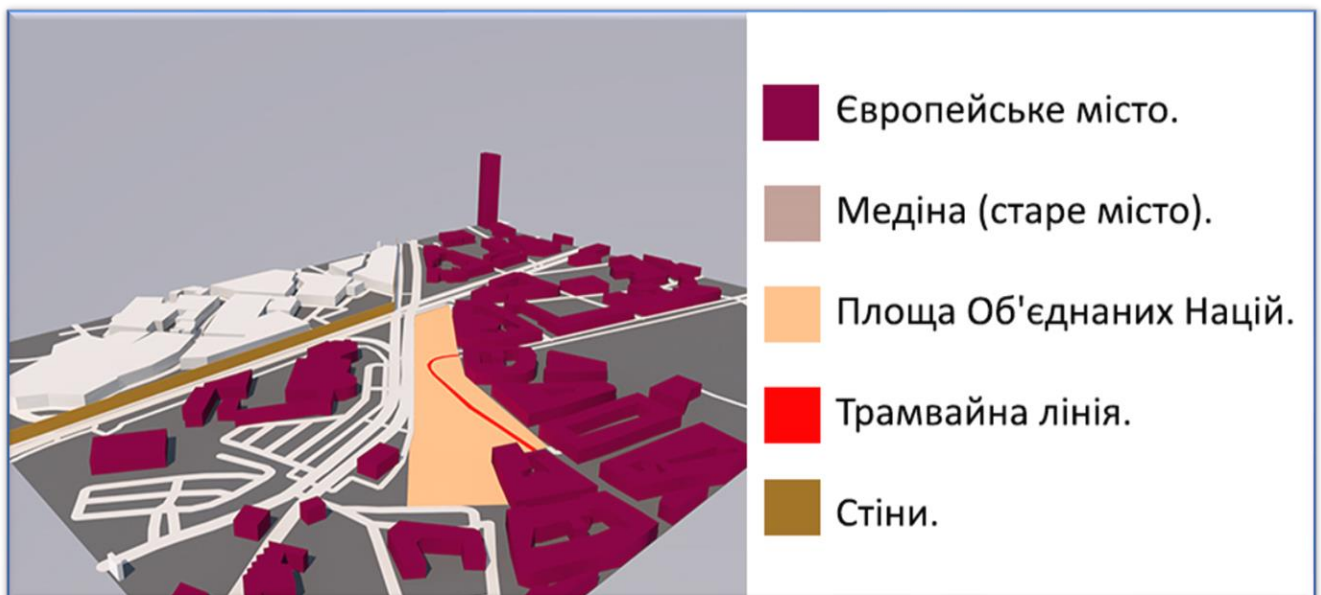 Європейське місто.
Медіна (старе місто).
Площа Об'єднаних Націй.
Трамвайна лінія.
Стіни.